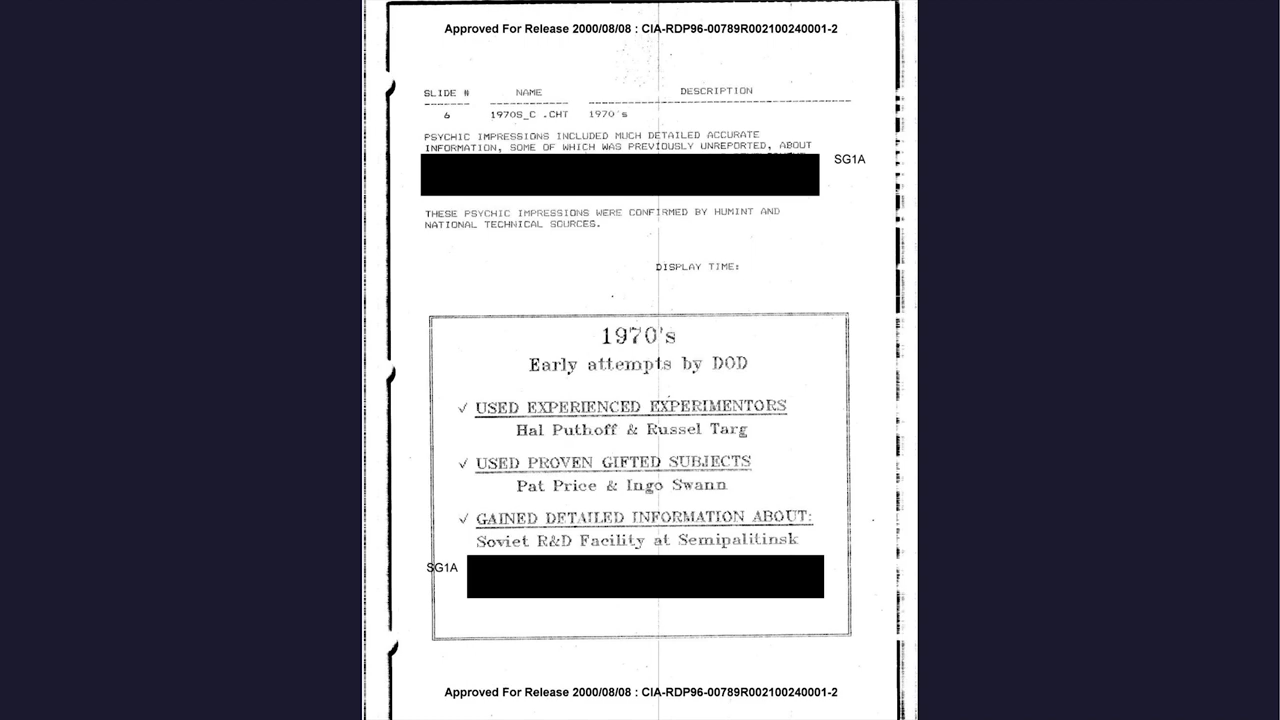 Approved For Release 2000/08/08 : CIA-RDP96-00789R002100240001-2
SLIDE # NAME DESCRIPTION
6 1970S_C .CHT 1970's
PSYCHIC IMPRESSIONS INCLUDED MUCH DETAILED ACCURATE
INFORMATION, SOME OF WHICH WAS PREVIOUSLY UNREPORTED, ABOUT
SG1A
THESE PSYCHIC IMPRESSIONS WERE CONFIRMED BY HUMINT AND
NATIONAL TECHNICAL SOURCES.
DISPLAY TIME:
1970's
Early attempts by DOD
✓ USED EXPERIENCED EXPERIMENTORS
Hal Puthoff & Russel Targ
✓ USED PROVEN GIFTED SUBJECTS
Pat Price & Ingo Swann
✓ GAINED DETAILED INFORMATION ABOUT:
Soviet R&D Facility at Semipalitinsk
SG1A
Approved For Release 2000/08/08 : CIA-RDP96-00789R002100240001-2